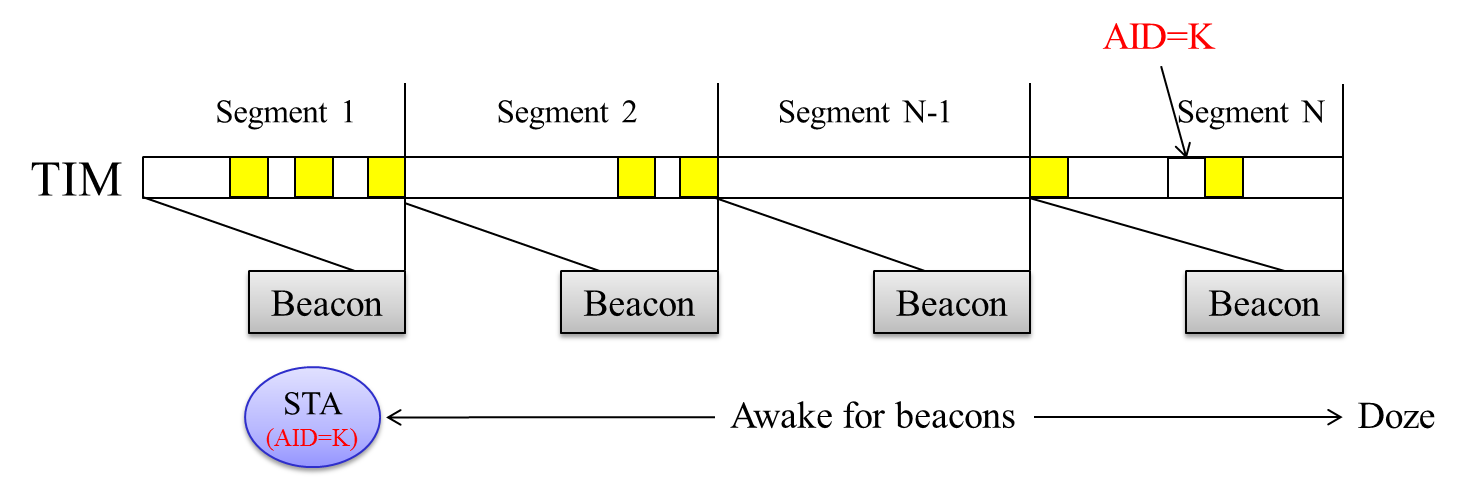 AID=K
Segment 1
Segment 2
Segment N-1
Segment N
TIM
Beacon
Beacon
Beacon
Beacon
STA
(AID=K)
Awake for beacons
Doze